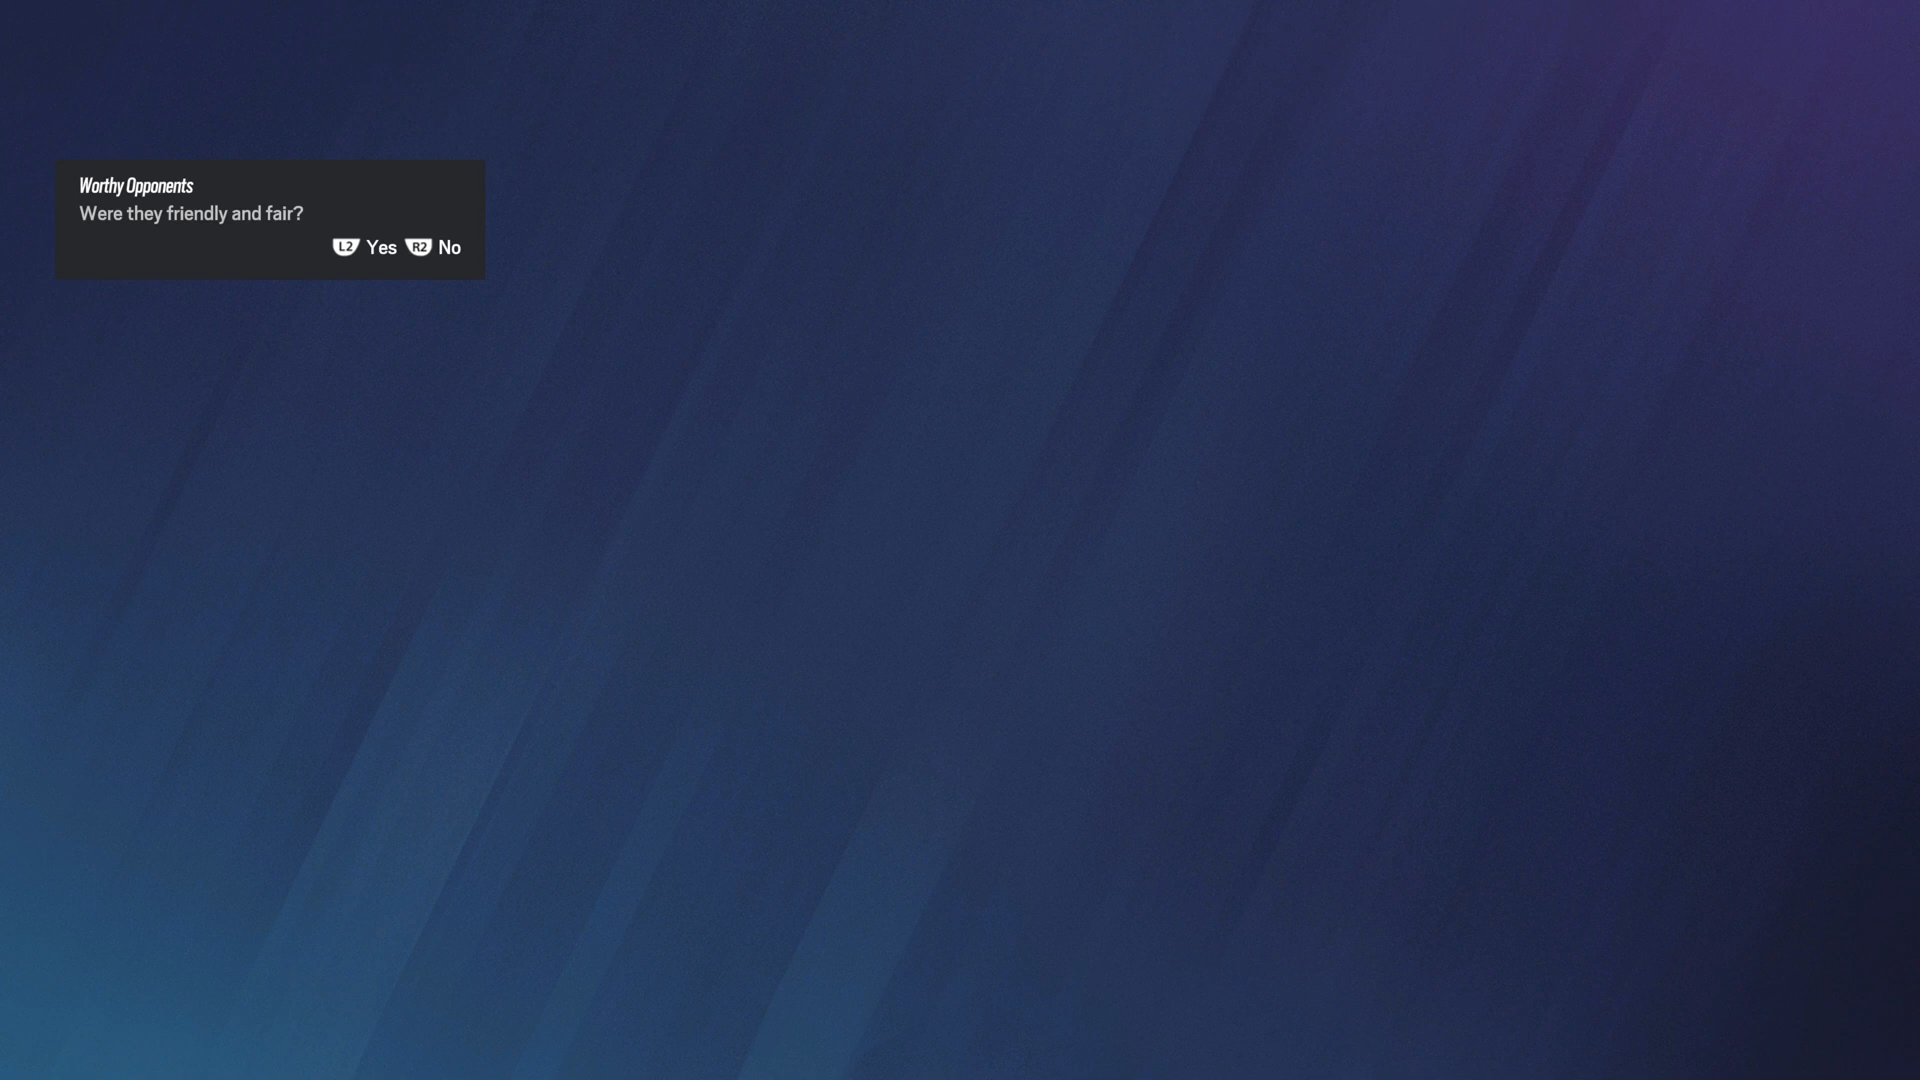 Worthy Opponents
Were they friendly and fair?
L2 Yes R2 No